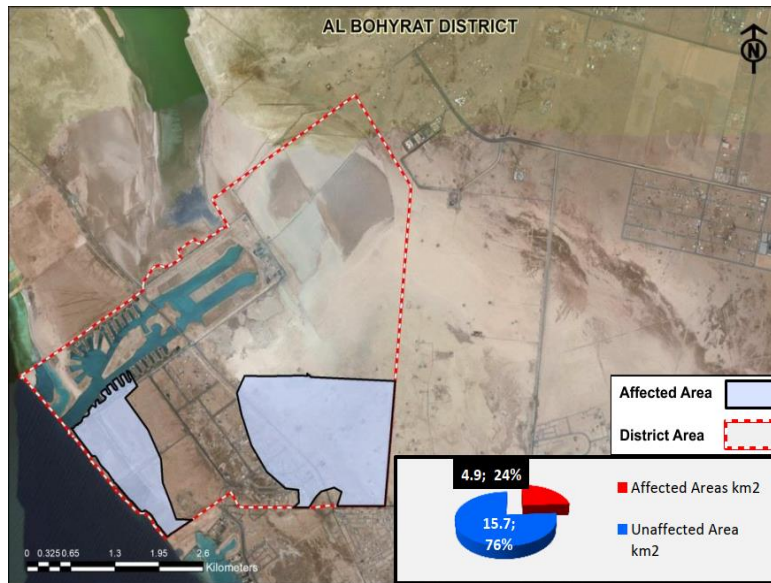 AL BOHYRAT DISTRICT
N
Affected Area
District Area
4.9; 24%
15.7;
76%
Affected Areas km2
Unaffected Area
km2
0 0.325 0.65 1.3 1.95 2.6
Kilometers